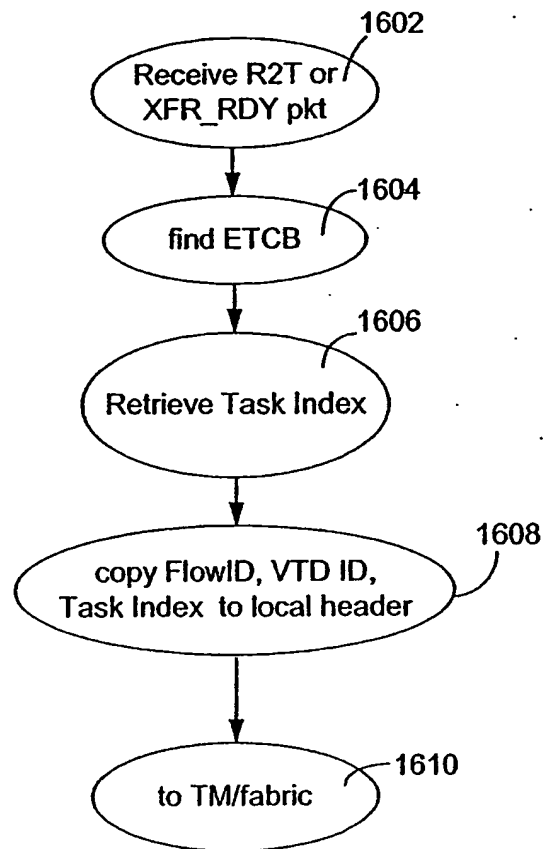 1602
Receive R2T or
XFR_RDY pkt
1604
find ETCB
1606
Retrieve Task Index
1608
copy FlowID, VTD ID,
Task Index to local header
1610
to TM/fabric